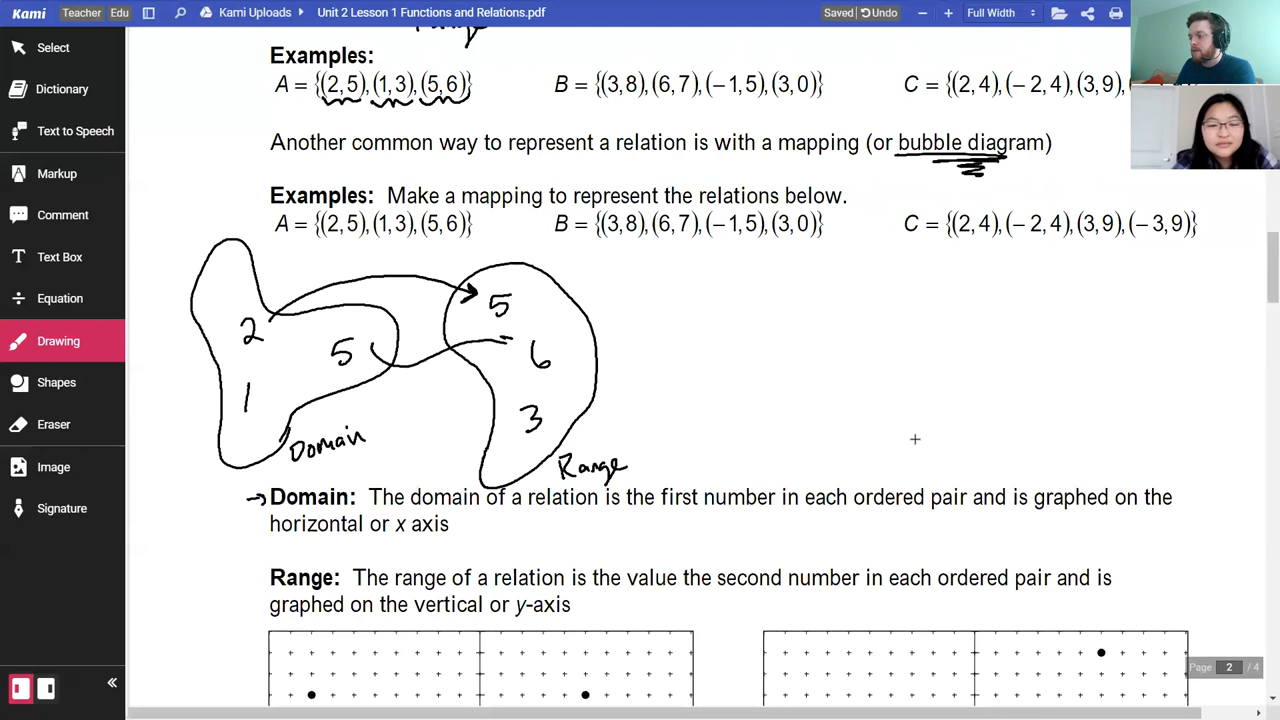 Kami
Teacher
Edu
Kami Uploads
Unit 2 Lesson 1 Functions and Relations.pdf
Saved
Undo
Full Width
Select
Dictionary
Text to Speech
Markup
Comment
Text Box
Equation
Drawing
Shapes
Eraser
Image
Signature
Examples:
A = {(2,5),(1,3),(5,6)} B = {(3,8),(6,7),(−1,5),(3,0)} C = {(2,4),(−2,4),(3,9),
Another common way to represent a relation is with a mapping (or bubble diagram)
Examples: Make a mapping to represent the relations below.
A = {(2,5),(1,3),(5,6)} B = {(3,8),(6,7),(−1,5),(3,0)} C = {(2,4),(−2,4),(3,9),(−3,9)}
2 5
1
Domain
5
6
3
Range
Domain: The domain of a relation is the first number in each ordered pair and is graphed on the
horizontal or x axis
Range: The range of a relation is the value the second number in each ordered pair and is
graphed on the vertical or y-axis
Page 2 / 4